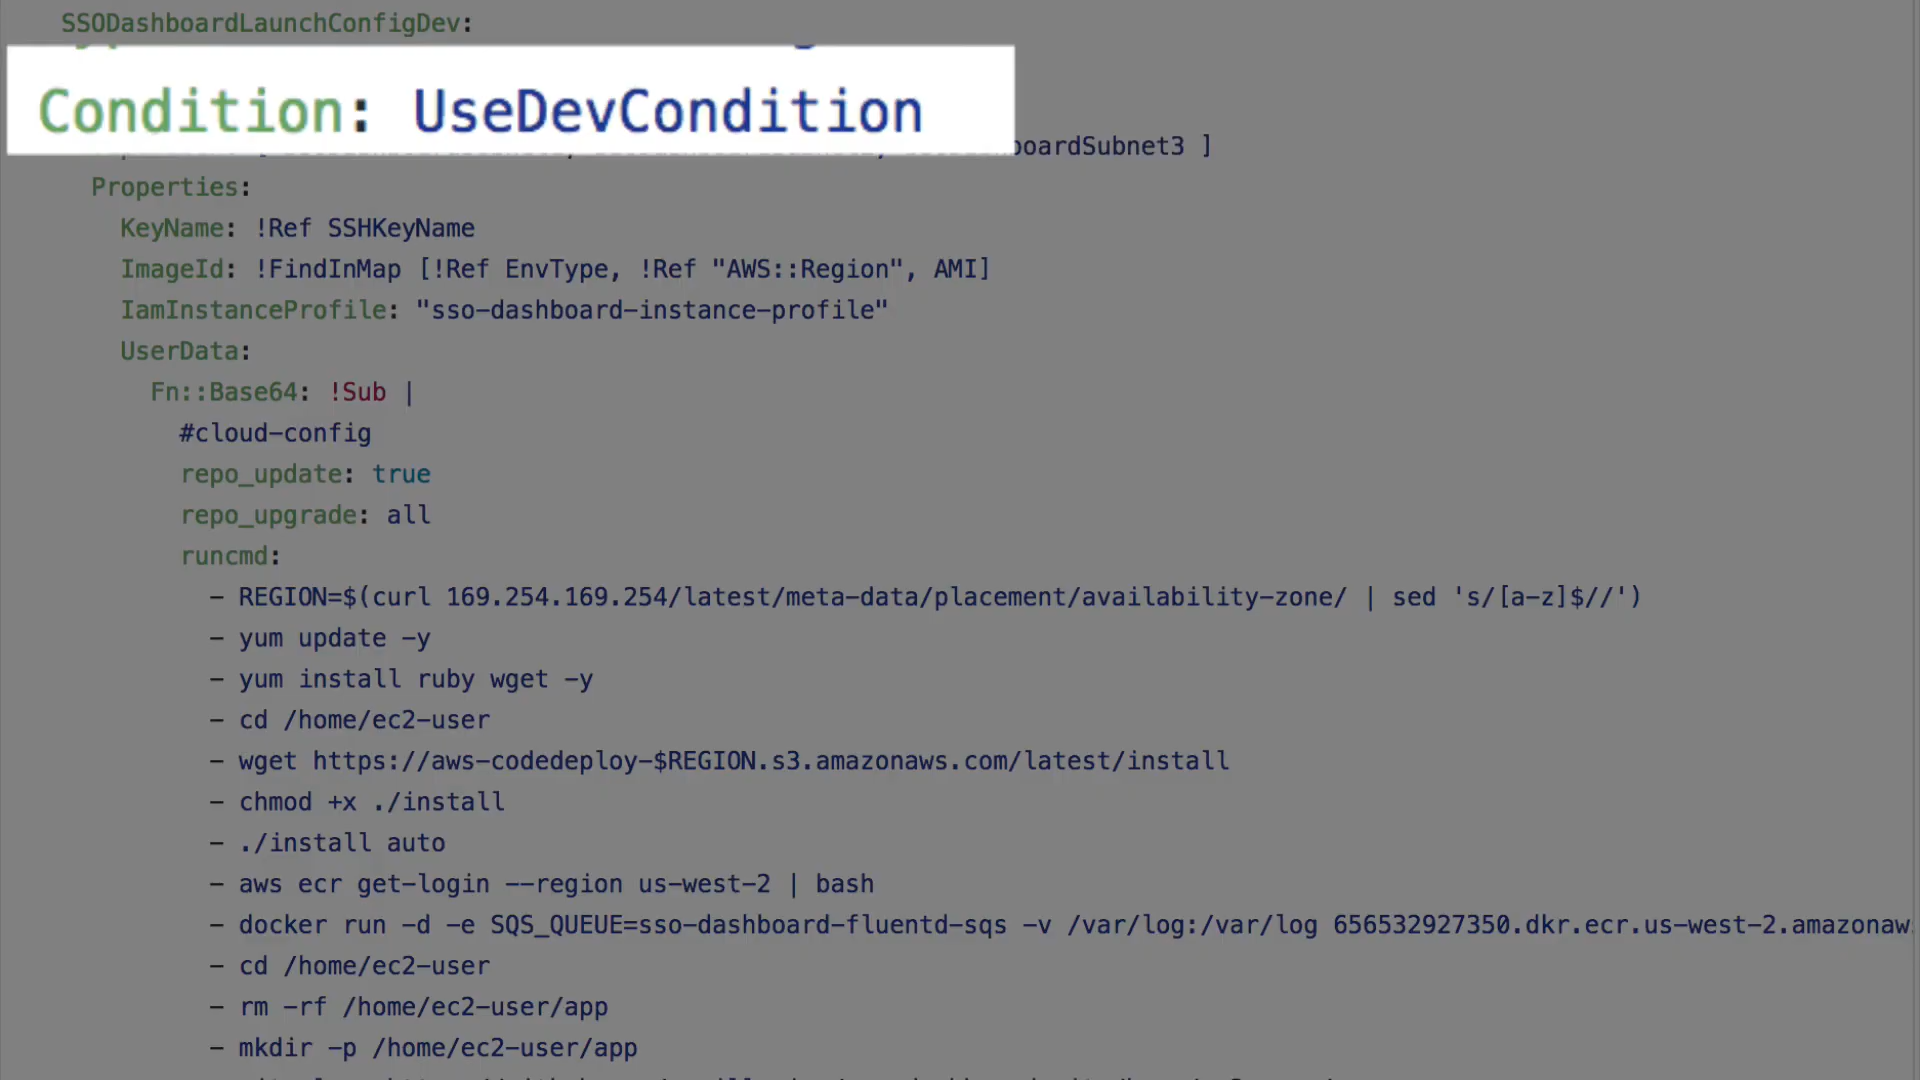 SSODashboardLaunchConfigDev:
Condition: UseDevCondition
boardSubnet3 ]
Properties:
KeyName: !Ref SSHKeyName
ImageId: !FindInMap [!Ref EnvType, !Ref "AWS::Region", AMI]
IamInstanceProfile: "sso-dashboard-instance-profile"
UserData:
Fn::Base64: !Sub |
#cloud-config
repo_update: true
repo_upgrade: all
runcmd:
- REGION=$(curl 169.254.169.254/latest/meta-data/placement/availability-zone/ | sed 's/[a-z]$//')
- yum update -y
- yum install ruby wget -y
- cd /home/ec2-user
- wget https://aws-codedeploy-$REGION.s3.amazonaws.com/latest/install
- chmod +x ./install
- ./install auto
- aws ecr get-login --region us-west-2 | bash
- docker run -d -e SQS_QUEUE=sso-dashboard-fluentd-sqs -v /var/log:/var/log 656532927350.dkr.ecr.us-west-2.amazonaw
- cd /home/ec2-user
- rm -rf /home/ec2-user/app
- mkdir -p /home/ec2-user/app